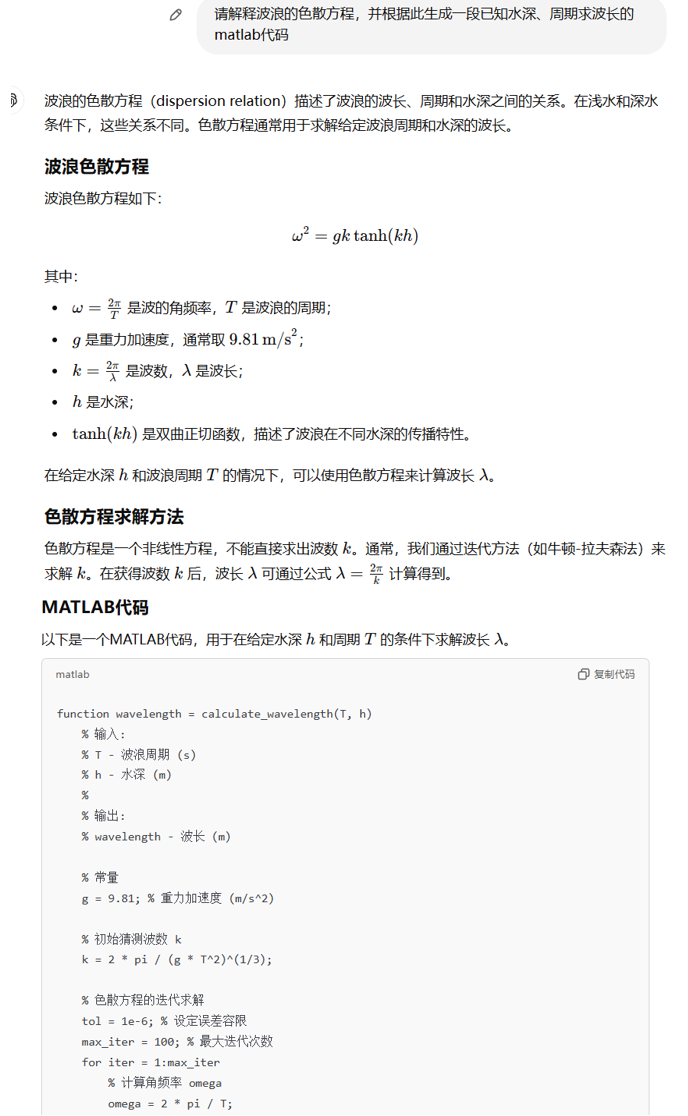 请解释波浪的色散方程，并根据此生成一段已知水深、周期求波长的
matlab代码
波浪的色散方程（dispersion relation）描述了波浪的波长、周期和水深之间的关系。在浅水和深水
条件下，这些关系不同。色散方程通常用于求解给定波浪周期和水深的波长。
波浪色散方程
波浪色散方程如下：
ω² = gk tanh(kh)
其中：
• ω = 2π/T 是波的角频率，T 是波浪的周期；
• g 是重力加速度，通常取 9.81 m/s²；
• k = 2π/λ 是波数，λ 是波长；
• h 是水深；
• tanh(kh) 是双曲正切函数，描述了波浪在不同水深的传播特性。
在给定水深 h 和波浪周期 T 的情况下，可以使用色散方程来计算波长 λ。
色散方程求解方法
色散方程是一个非线性方程，不能直接求出波数 k。通常，我们通过迭代方法（如牛顿-拉夫森法）来
求解 k。在获得波数 k 后，波长 λ 可通过公式 λ = 2π/k 计算得到。
MATLAB代码
以下是一个MATLAB代码，用于在给定水深 h 和周期 T 的条件下求解波长 λ。
matlab 复制代码
function wavelength = calculate_wavelength(T, h)
% 输入:
% T - 波浪周期 (s)
% h - 水深 (m)
%
% 输出:
% wavelength - 波长 (m)
% 常量
g = 9.81; % 重力加速度 (m/s^2)
% 初始猜测波数 k
k = 2 * pi / (g * T^2)^(1/3);
% 色散方程的迭代求解
tol = 1e-6; % 设定误差容限
max_iter = 100; % 最大迭代次数
for iter = 1:max_iter
% 计算角频率 omega
omega = 2 * pi / T;